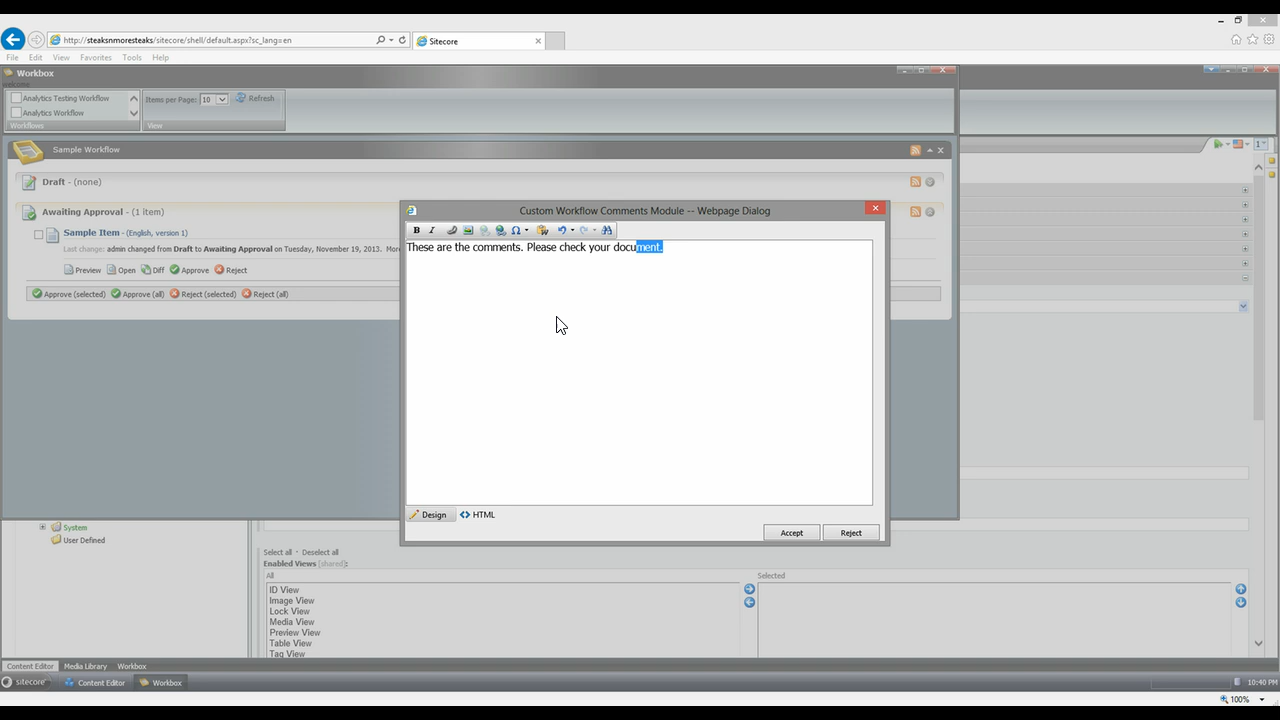 http://steaksnmoresteaks/sitecore/shell/default.aspx?sc_lang=en
Sitecore
File Edit View Favorites Tools Help
Workbox
Analytics Testing Workflow
Analytics Workflow
Workflows
Items per Page: 10 Refresh
View
Sample Workflow
Draft - (none)
Awaiting Approval - (1 item)
Sample Item - (English, version 1)
Last change: admin changed from Draft to Awaiting Approval on Tuesday, November 19, 2013.
Preview Open Diff Approve Reject
Approve (selected) Approve (all) Reject (selected) Reject (all)
Custom Workflow Comments Module -- Webpage Dialog
B I
These are the comments. Please check your document.
Design HTML
Accept Reject
System
User Defined
Select all · Deselect all
Enabled Views [shared]:
All
Selected
ID View
Image View
Lock View
Media View
Preview View
Table View
Tag View
Content Editor Media Library Workbox
sitecore Content Editor Workbox
10:40 PM
100%